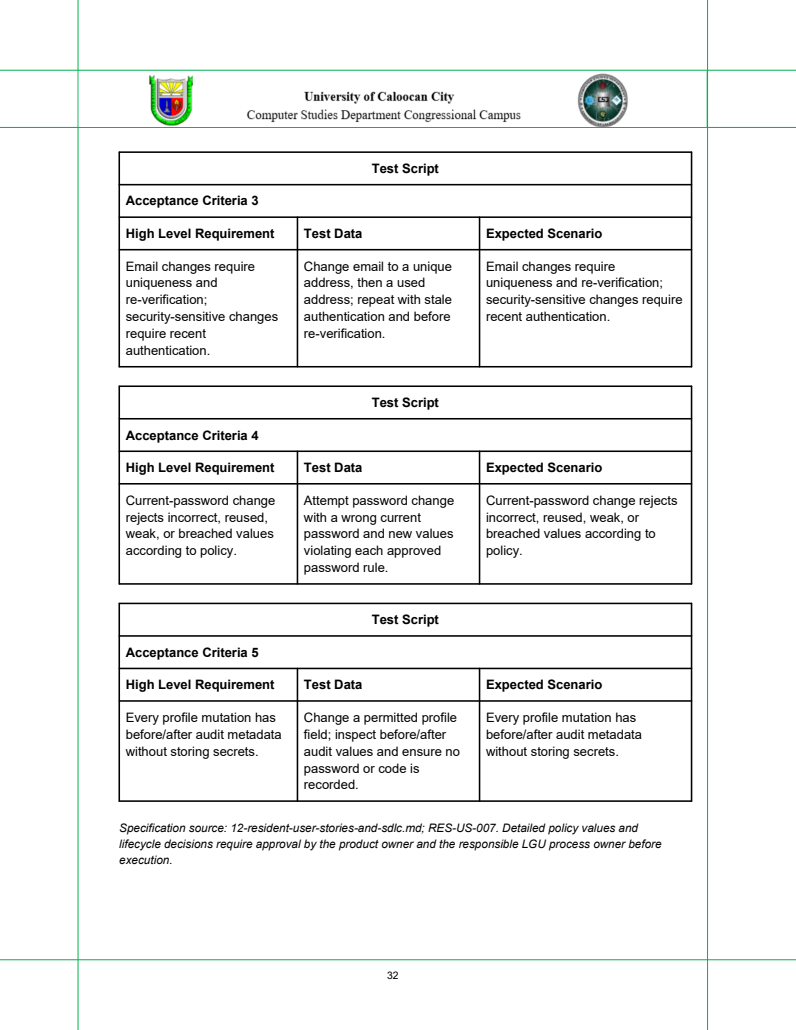 University of Caloocan City
Computer Studies Department Congressional Campus
Test Script
Acceptance Criteria 3
High Level Requirement
Test Data
Expected Scenario
Email changes require
uniqueness and
re-verification;
security-sensitive changes
require recent
authentication.
Change email to a unique
address, then a used
address; repeat with stale
authentication and before
re-verification.
Email changes require
uniqueness and re-verification;
security-sensitive changes require
recent authentication.
Test Script
Acceptance Criteria 4
High Level Requirement
Test Data
Expected Scenario
Current-password change
rejects incorrect, reused,
weak, or breached values
according to policy.
Attempt password change
with a wrong current
password and new values
violating each approved
password rule.
Current-password change rejects
incorrect, reused, weak, or
breached values according to
policy.
Test Script
Acceptance Criteria 5
High Level Requirement
Test Data
Expected Scenario
Every profile mutation has
before/after audit metadata
without storing secrets.
Change a permitted profile
field; inspect before/after
audit values and ensure no
password or code is
recorded.
Every profile mutation has
before/after audit metadata
without storing secrets.
Specification source: 12-resident-user-stories-and-sdlc.md; RES-US-007. Detailed policy values and
lifecycle decisions require approval by the product owner and the responsible LGU process owner before
execution.
32